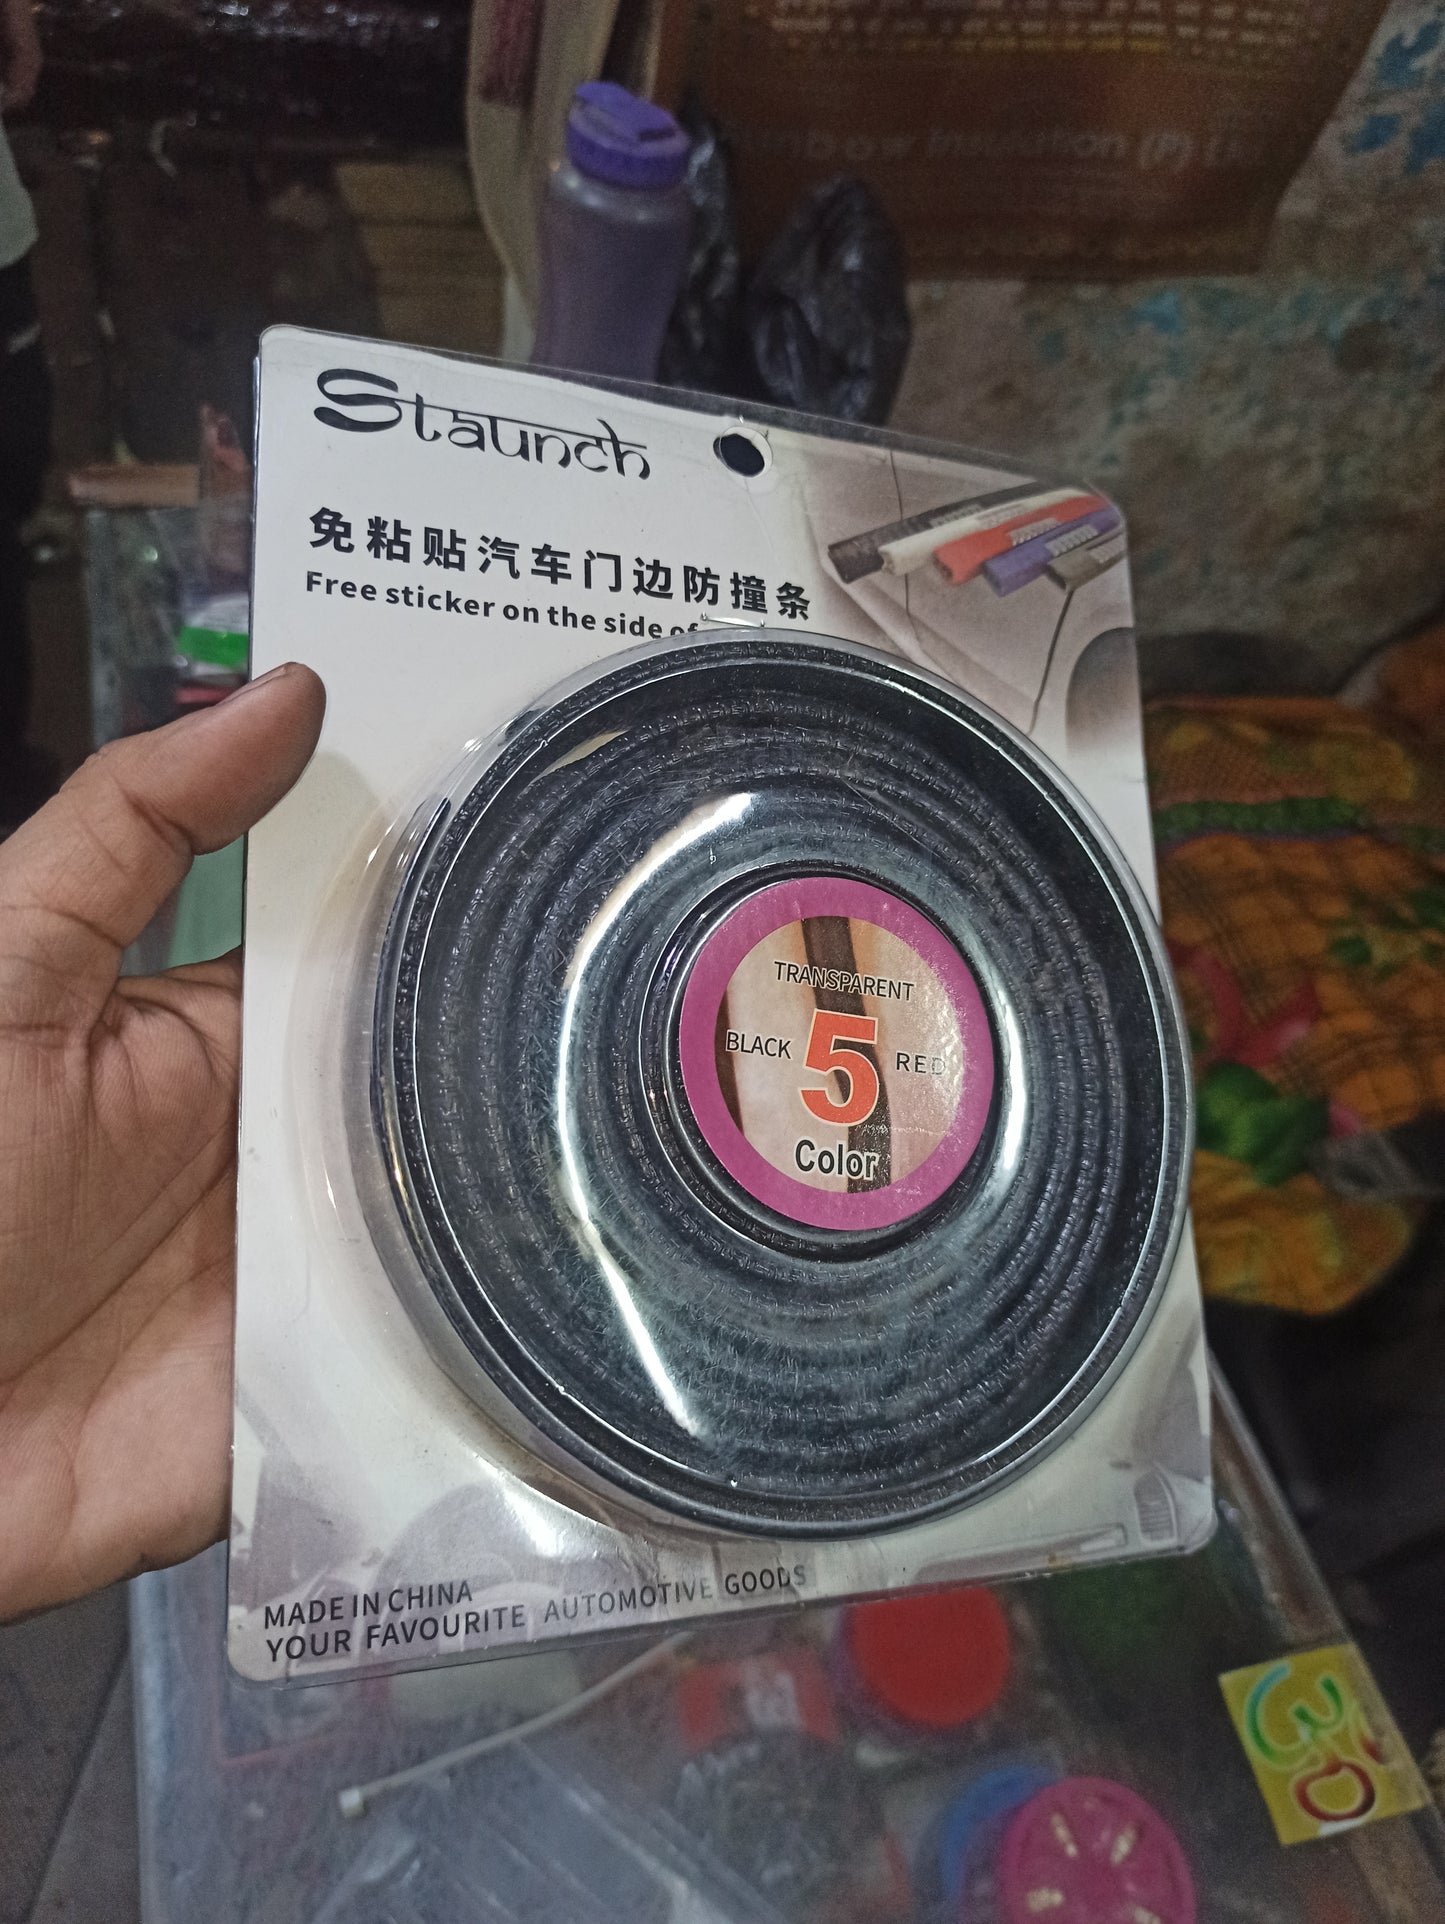 Staunch
免粘贴汽车门边防撞条
Free sticker on the side of
TRANSPARENT
BLACK 5 RED
Color
MADE IN CHINA
YOUR FAVOURITE AUTOMOTIVE GOODS